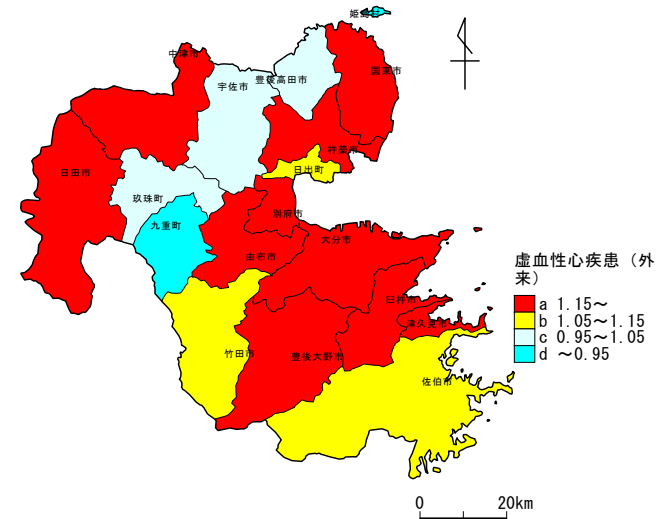 姫島村
中津市
国東市
豊後高田市
宇佐市
杵築市
日出町
日田市
玖珠町
別府市
九重町
大分市
由布市
虚血性心疾患（外
来）
a 1.15～
b 1.05～1.15
c 0.95～1.05
d ～0.95
臼杵市
津久見市
竹田市
豊後大野市
佐伯市
0 20km